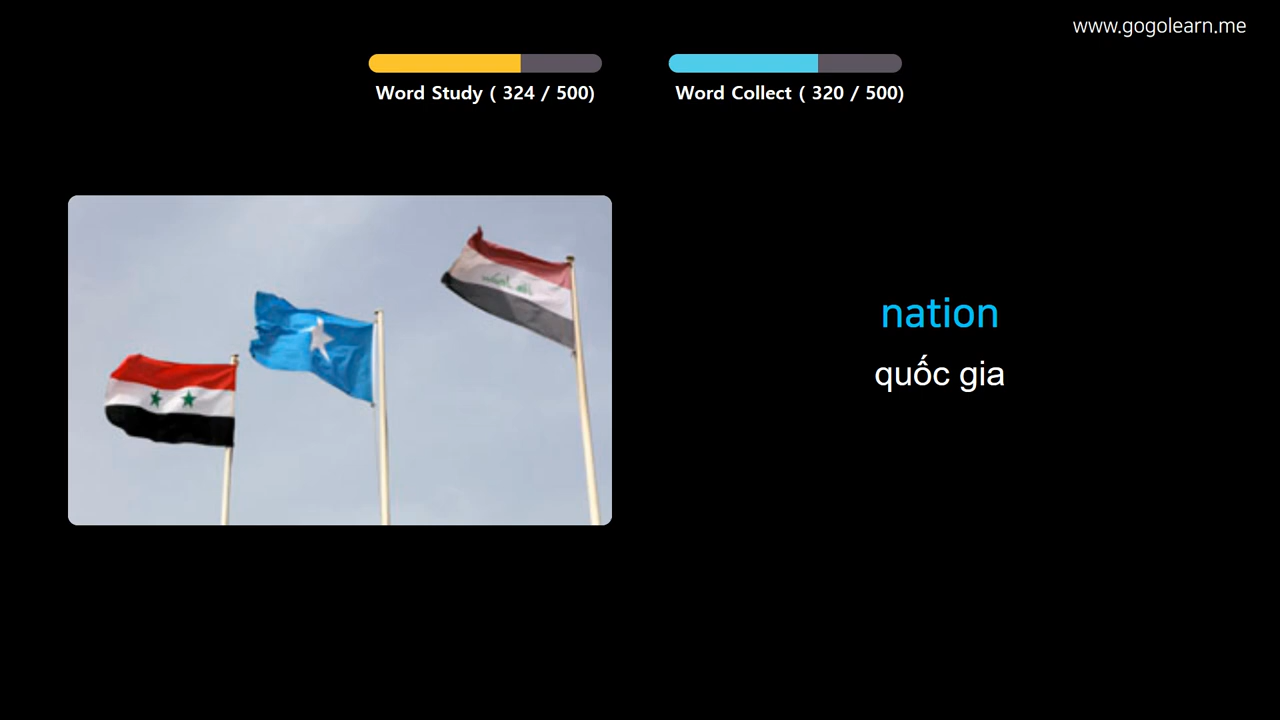 www.gogolearn.me
Word Study ( 324 / 500)
Word Collect ( 320 / 500)
nation
quốc gia